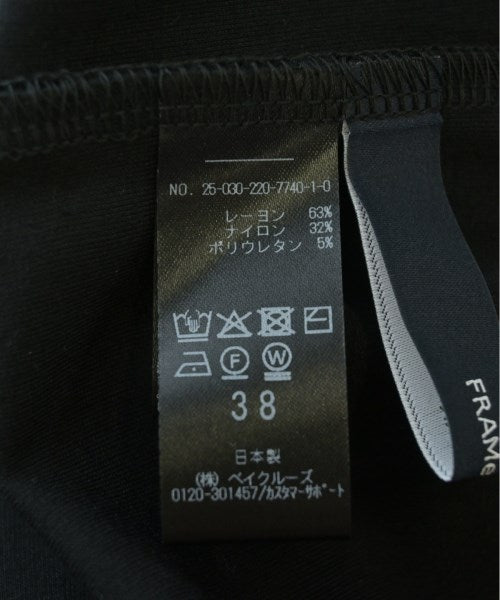 NO. 25-030-220-7740-1-0
レーヨン 63%
ナイロン 32%
ポリウレタン 5%
F W
38
日本製
(株) ベイクルーズ
0120-301457/カスタマーサポート
FRAMe